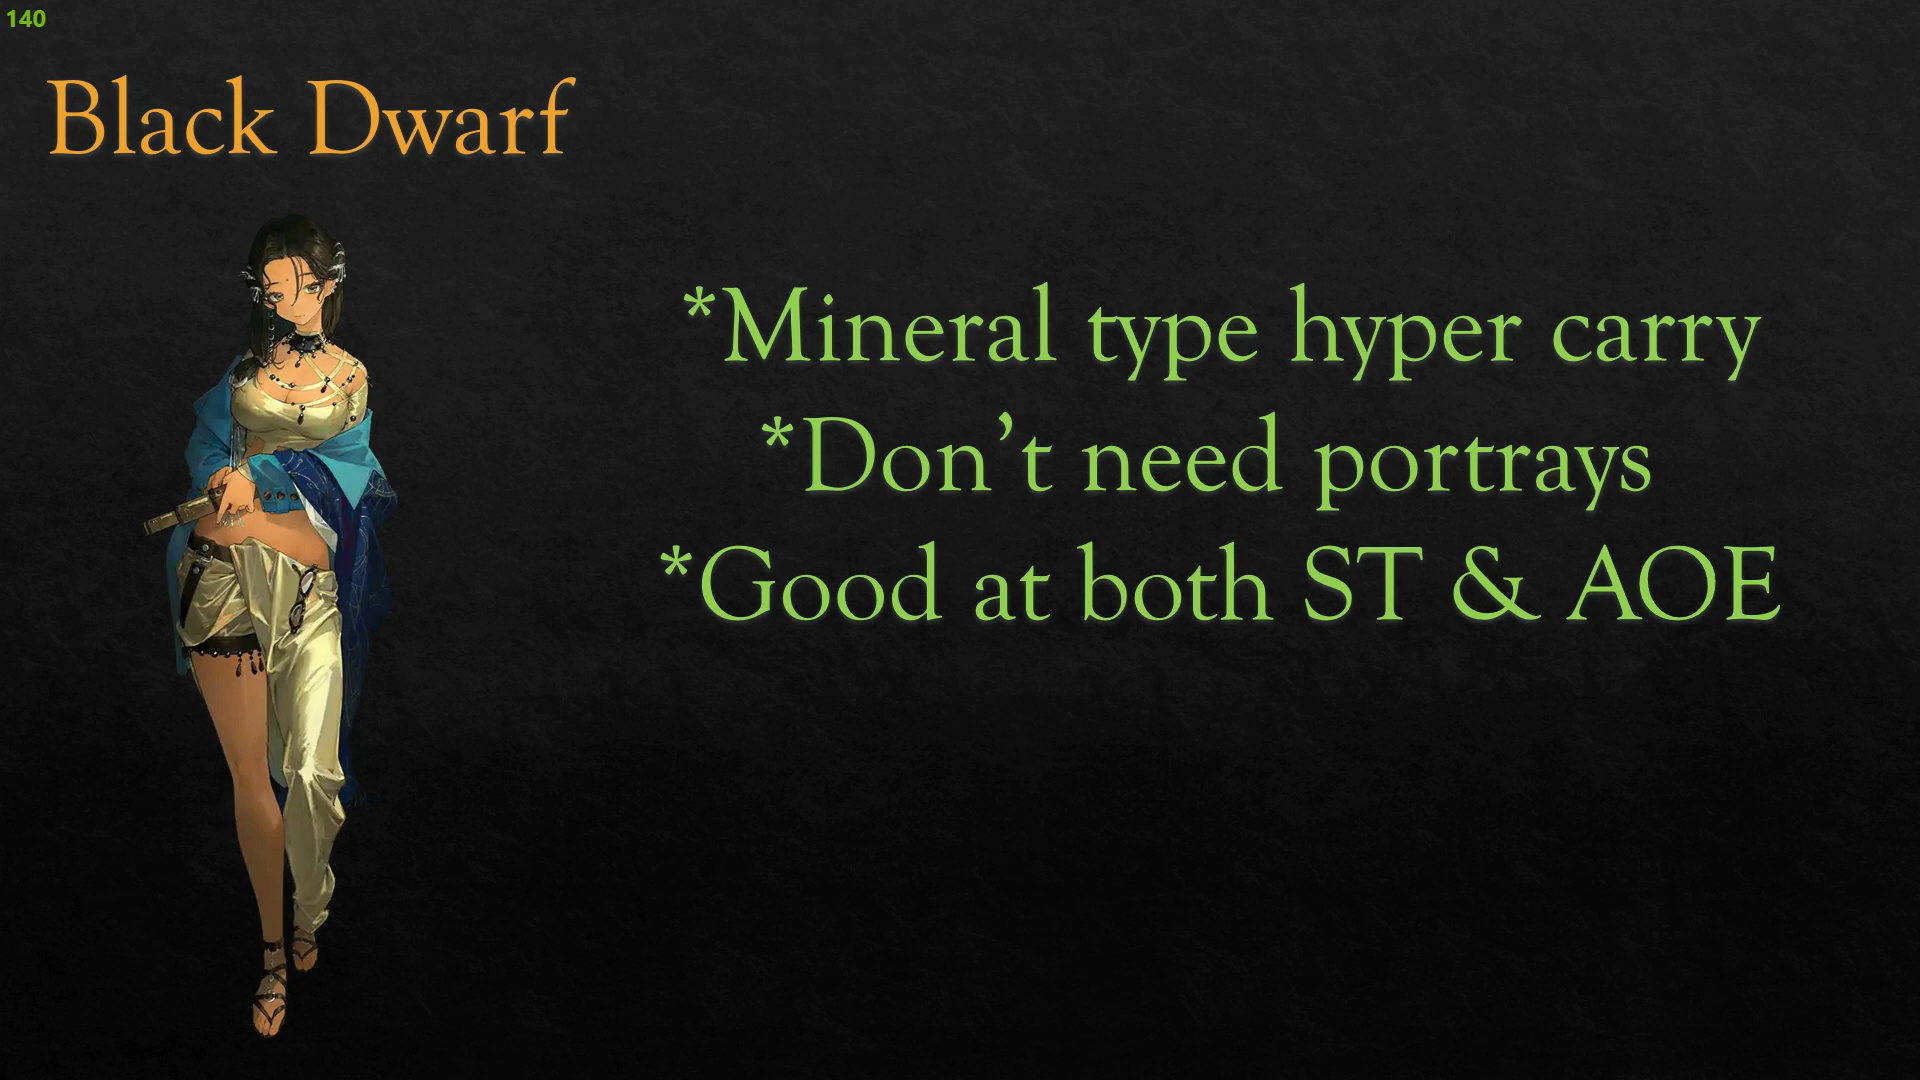 140
Black Dwarf
*Mineral type hyper carry
*Don’t need portrays
*Good at both ST & AOE